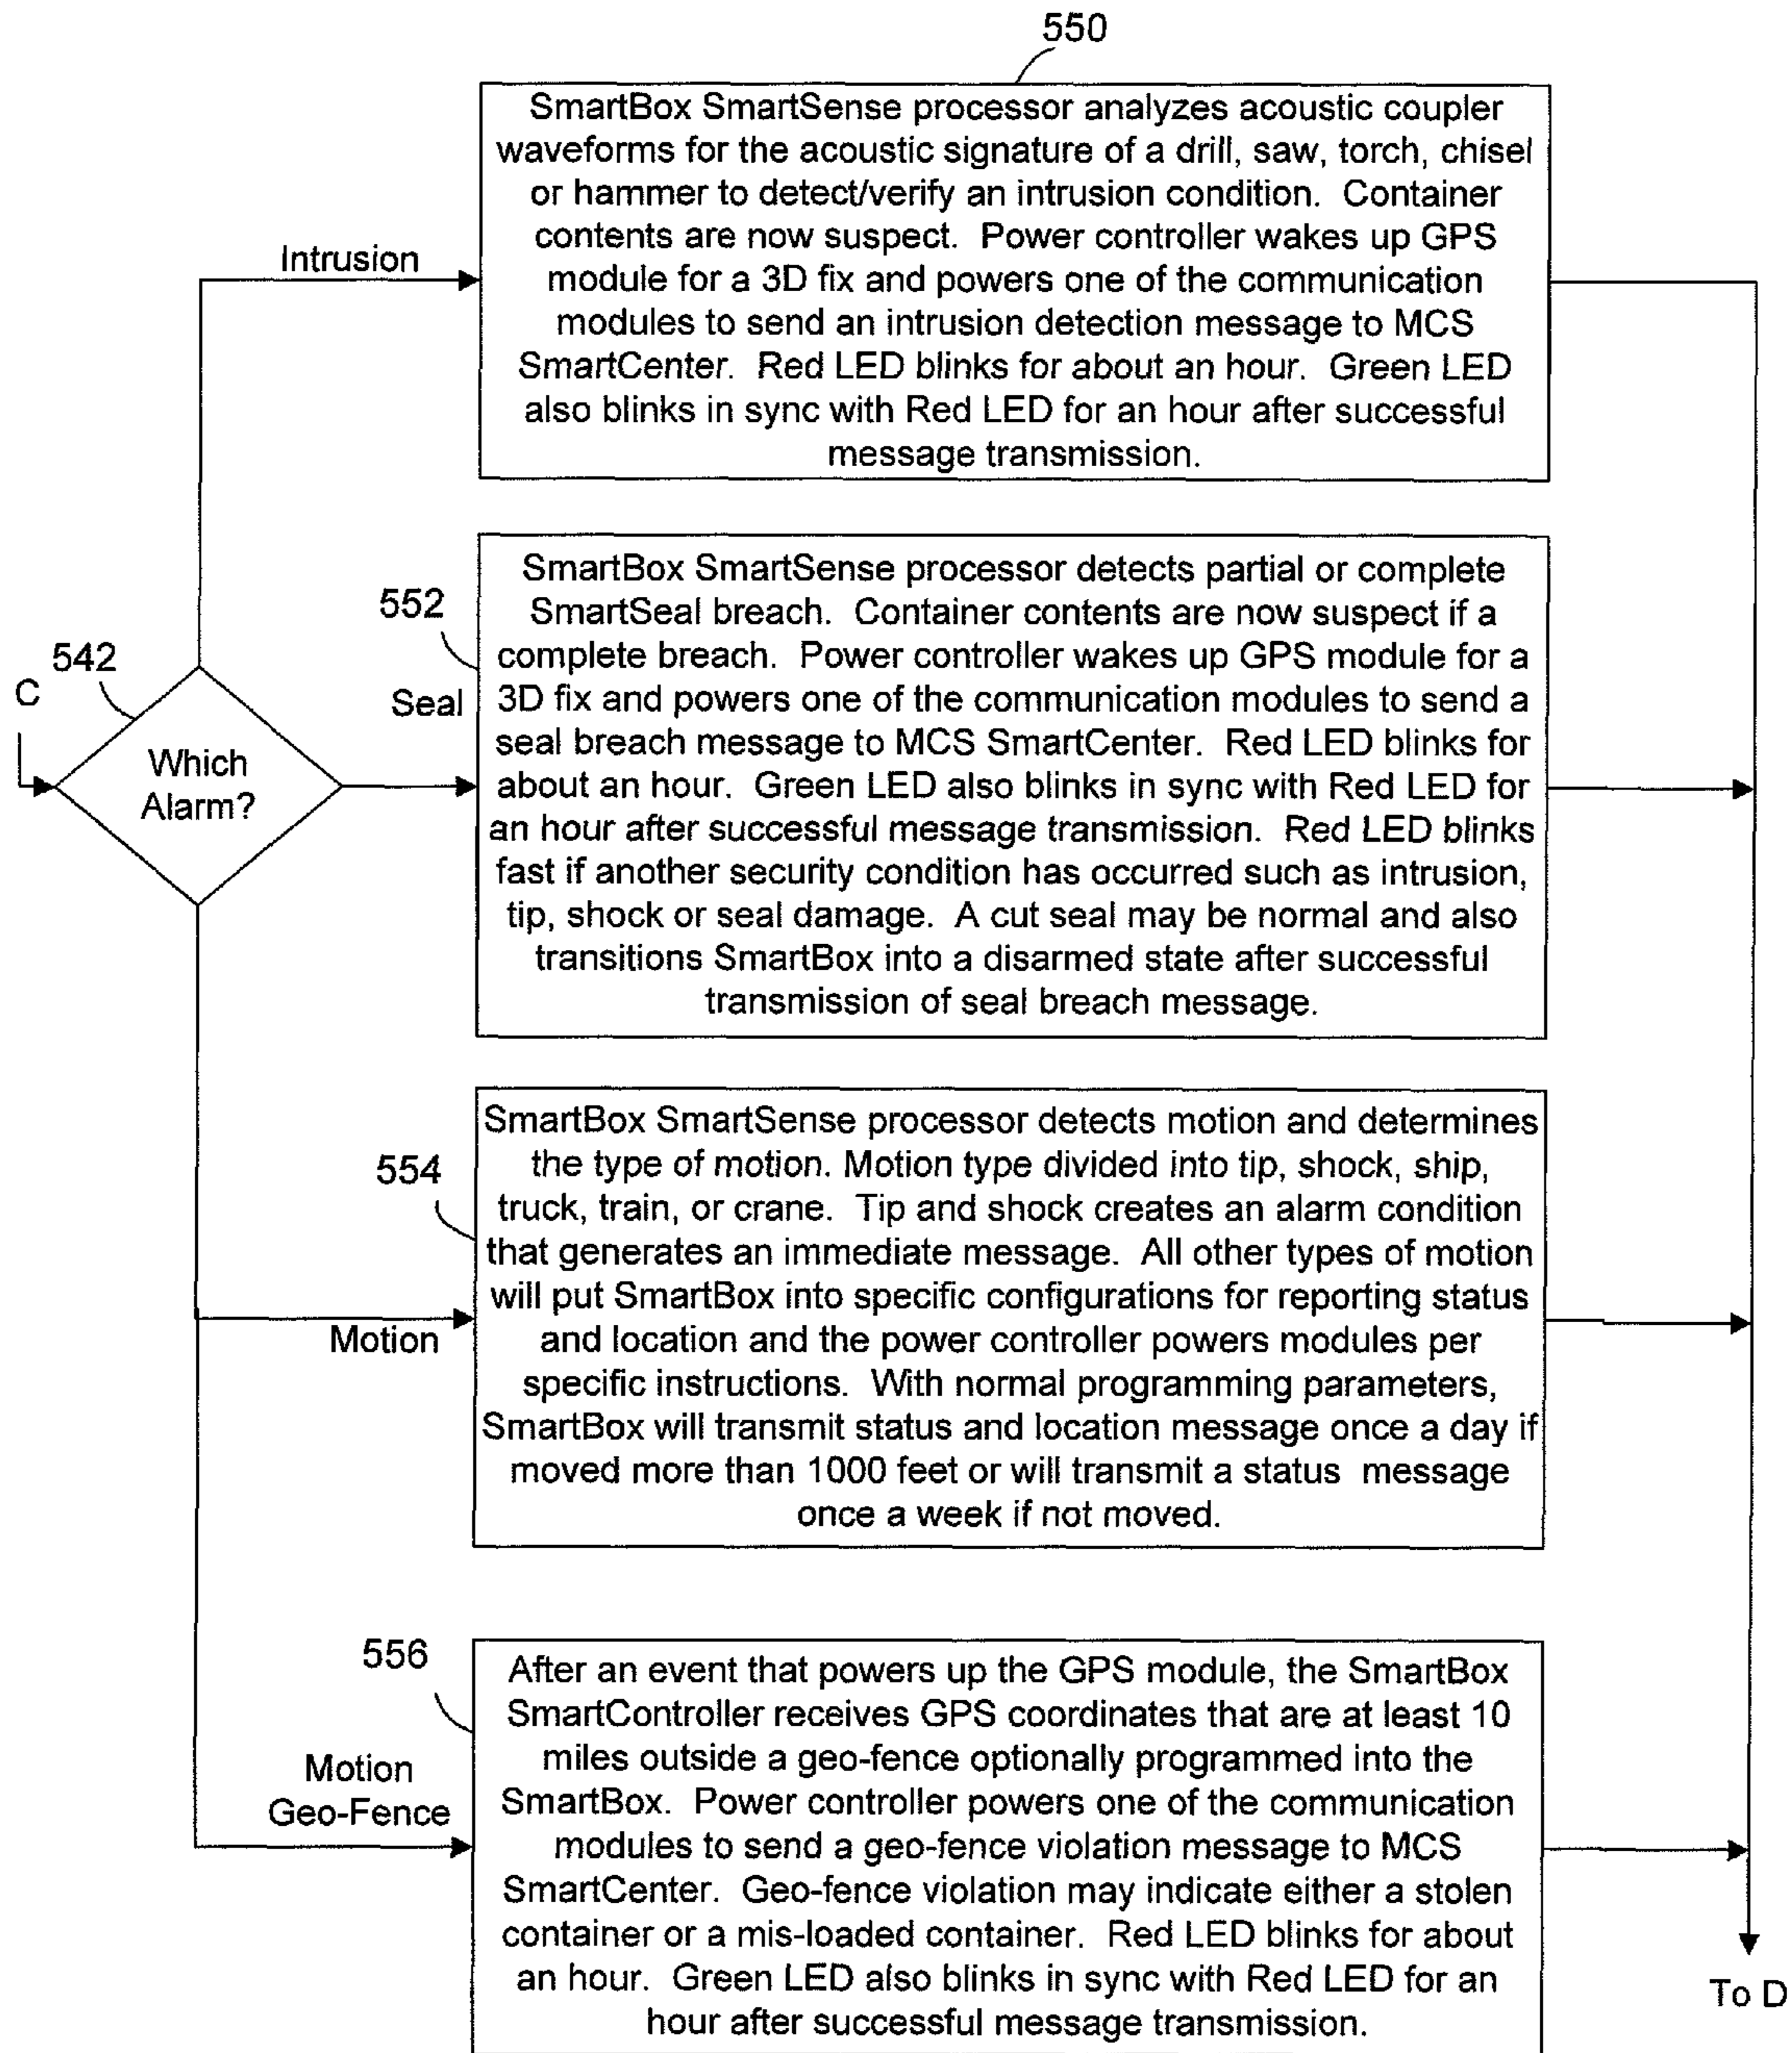 550
SmartBox SmartSense processor analyzes acoustic coupler
waveforms for the acoustic signature of a drill, saw, torch, chisel
or hammer to detect/verify an intrusion condition. Container
contents are now suspect. Power controller wakes up GPS
module for a 3D fix and powers one of the communication
modules to send an intrusion detection message to MCS
SmartCenter. Red LED blinks for about an hour. Green LED
also blinks in sync with Red LED for an hour after successful
message transmission.
Intrusion
C
542
Which
Alarm?
552
Seal
SmartBox SmartSense processor detects partial or complete
SmartSeal breach. Container contents are now suspect if a
complete breach. Power controller wakes up GPS module for a
3D fix and powers one of the communication modules to send a
seal breach message to MCS SmartCenter. Red LED blinks for
about an hour. Green LED also blinks in sync with Red LED for
an hour after successful message transmission. Red LED blinks
fast if another security condition has occurred such as intrusion,
tip, shock or seal damage. A cut seal may be normal and also
transitions SmartBox into a disarmed state after successful
transmission of seal breach message.
554
Motion
SmartBox SmartSense processor detects motion and determines
the type of motion. Motion type divided into tip, shock, ship,
truck, train, or crane. Tip and shock creates an alarm condition
that generates an immediate message. All other types of motion
will put SmartBox into specific configurations for reporting status
and location and the power controller powers modules per
specific instructions. With normal programming parameters,
SmartBox will transmit status and location message once a day if
moved more than 1000 feet or will transmit a status message
once a week if not moved.
556
Motion
Geo-Fence
After an event that powers up the GPS module, the SmartBox
SmartController receives GPS coordinates that are at least 10
miles outside a geo-fence optionally programmed into the
SmartBox. Power controller powers one of the communication
modules to send a geo-fence violation message to MCS
SmartCenter. Geo-fence violation may indicate either a stolen
container or a mis-loaded container. Red LED blinks for about
an hour. Green LED also blinks in sync with Red LED for an
hour after successful message transmission.
To D